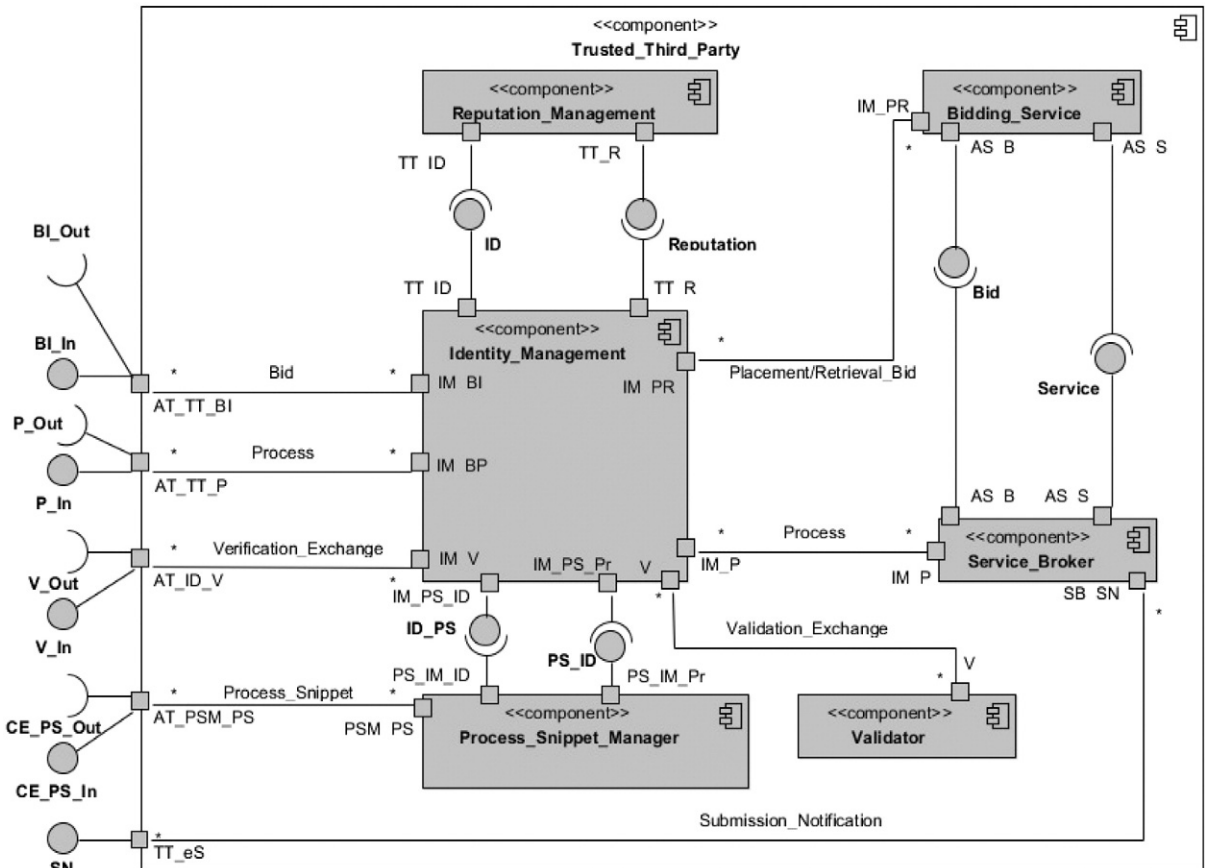 <<component>>
Trusted_Third_Party
<<component>>
Reputation_Management
<<component>>
Bidding_Service
IM_PR
*
TT ID
TT_R
AS B
AS S
ID
Reputation
BI_Out
Bid
TT ID
TT R
<<component>>
Identity_Management
BI_In
* Bid *
IM BI
AT_TT_BI
IM PR
*
Placement/Retrieval_Bid
Service
P_Out
* Process *
IM BP
AT_TT_P
P_In
AS B
AS S
* Verification_Exchange
IM V
AT_ID_V
*
V_Out
V_In
IM_PS_Pr
V
*
* Process *
IM_P
IM P
<<component>>
Service_Broker
SB SN
*
IM_PS_ID
ID_PS
PS_ID
Validation_Exchange
V
*
PS_IM_ID
PS_IM_Pr
* Process_Snippet *
AT_PSM_PS
PSM PS
CE_PS_Out
CE_PS_In
<<component>>
Process_Snippet_Manager
<<component>>
Validator
Submission_Notification
*
TT_eS
SN